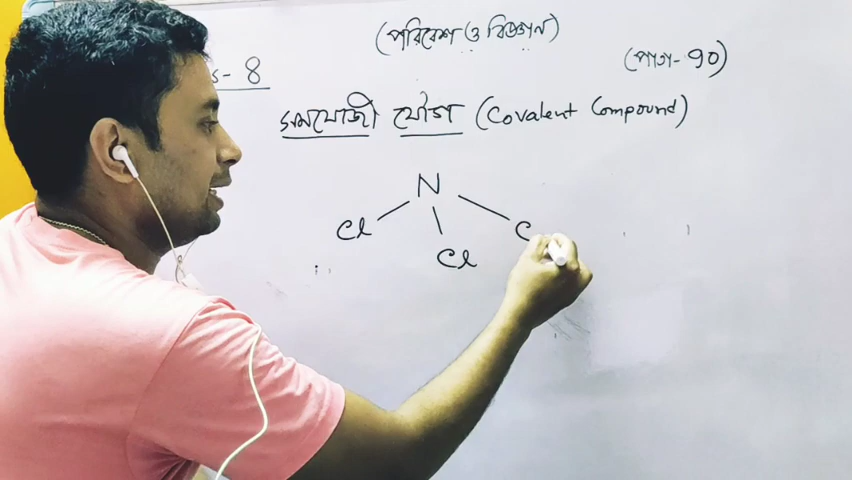 (পরিবেশ ও বিজ্ঞান)
s- 8
(পাতা- 90)
সমযোজী যৌগ (Covalent Compound)
N
Cl Cl C